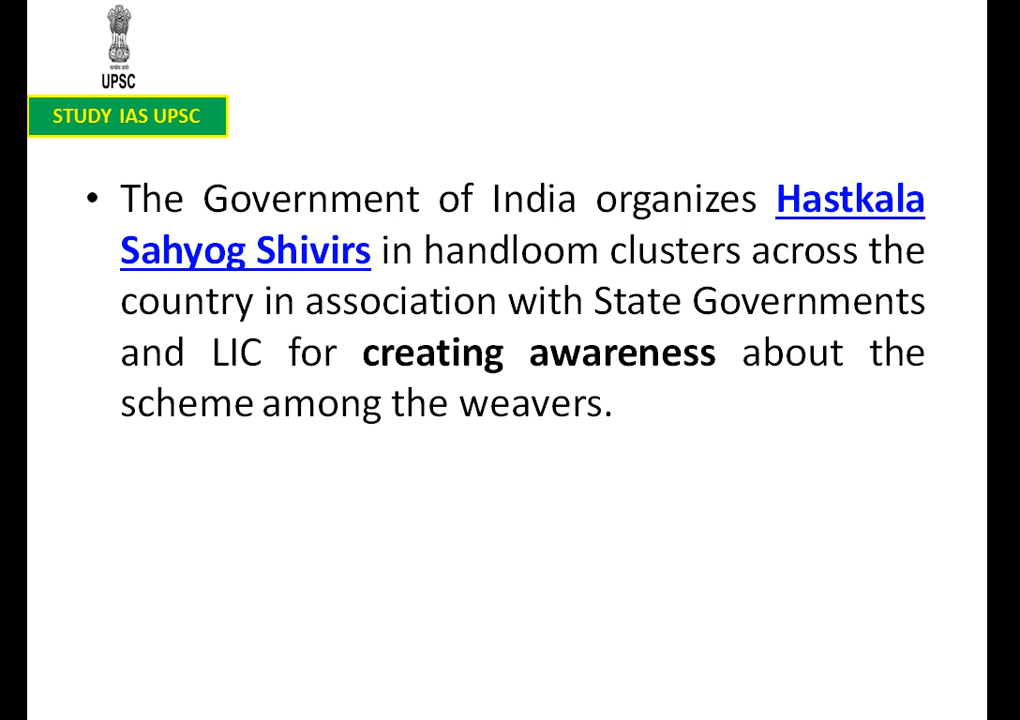 UPSC
STUDY IAS UPSC
• The Government of India organizes Hastkala
Sahyog Shivirs in handloom clusters across the
country in association with State Governments
and LIC for creating awareness about the
scheme among the weavers.